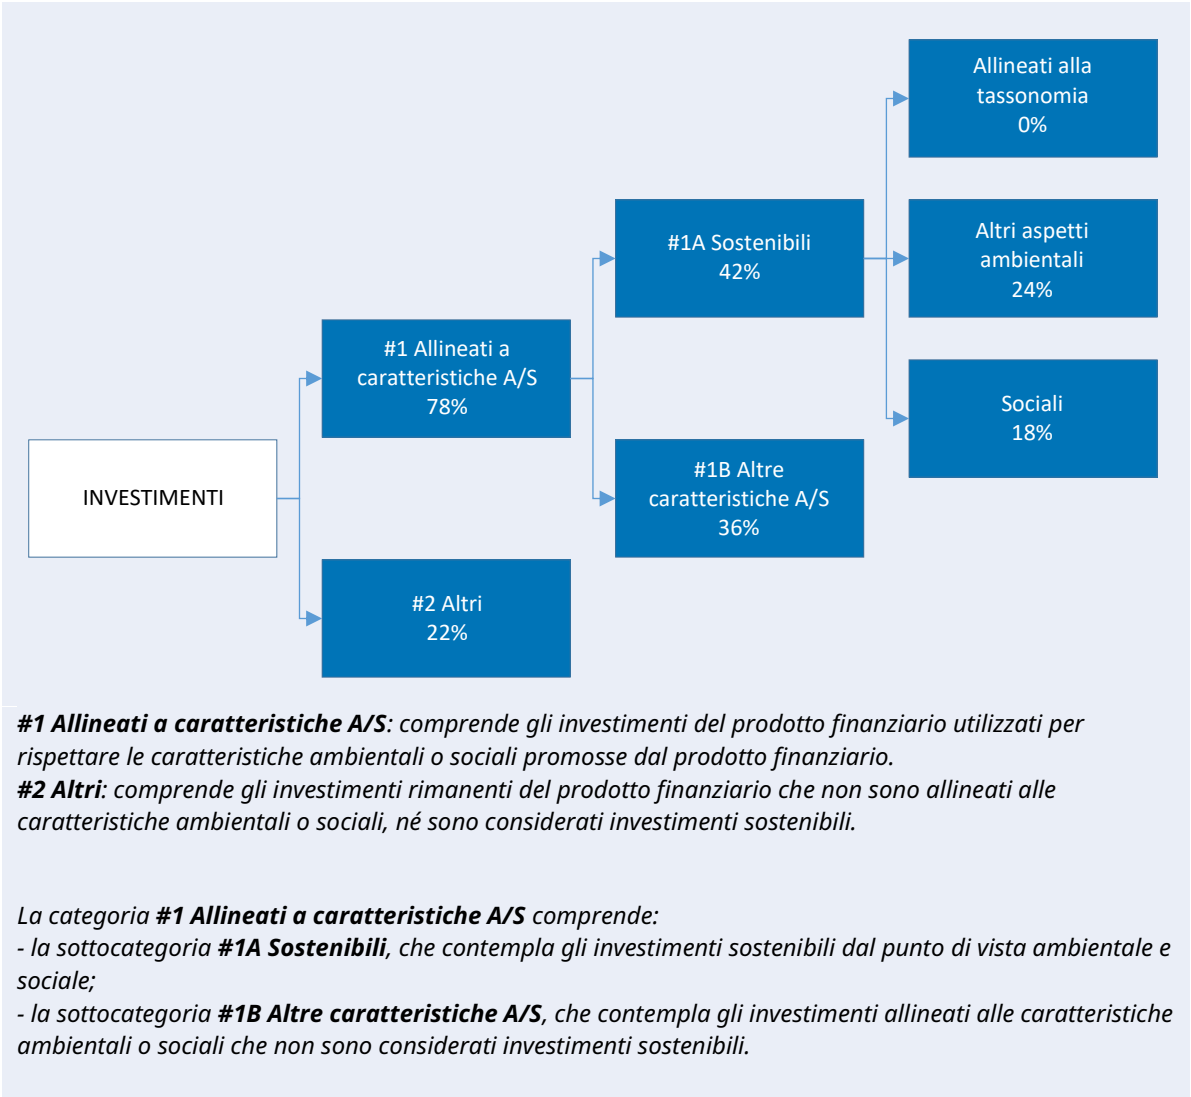 Allineati alla
tassonomia
0%
#1A Sostenibili
42%
Altri aspetti
ambientali
24%
#1 Allineati a
caratteristiche A/S
78%
Sociali
18%
INVESTIMENTI
#1B Altre
caratteristiche A/S
36%
#2 Altri
22%
#1 Allineati a caratteristiche A/S: comprende gli investimenti del prodotto finanziario utilizzati per
rispettare le caratteristiche ambientali o sociali promosse dal prodotto finanziario.
#2 Altri: comprende gli investimenti rimanenti del prodotto finanziario che non sono allineati alle
caratteristiche ambientali o sociali, né sono considerati investimenti sostenibili.
La categoria #1 Allineati a caratteristiche A/S comprende:
- la sottocategoria #1A Sostenibili, che contempla gli investimenti sostenibili dal punto di vista ambientale e
sociale;
- la sottocategoria #1B Altre caratteristiche A/S, che contempla gli investimenti allineati alle caratteristiche
ambientali o sociali che non sono considerati investimenti sostenibili.